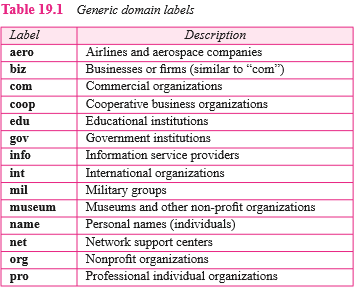 Table 19.1 Generic domain labels
Label Description
aero Airlines and aerospace companies
biz Businesses or firms (similar to “com”)
com Commercial organizations
coop Cooperative business organizations
edu Educational institutions
gov Government institutions
info Information service providers
int International organizations
mil Military groups
museum Museums and other non-profit organizations
name Personal names (individuals)
net Network support centers
org Nonprofit organizations
pro Professional individual organizations